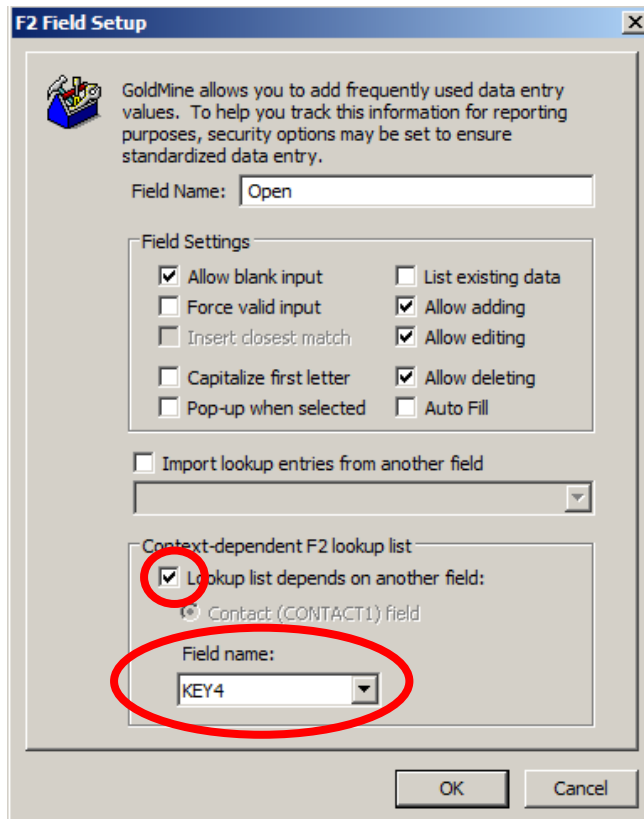 F2 Field Setup
GoldMine allows you to add frequently used data entry
values. To help you track this information for reporting
purposes, security options may be set to ensure
standardized data entry.
Field Name: Open
Field Settings
Allow blank input List existing data
Force valid input Allow adding
Insert closest match Allow editing
Capitalize first letter Allow deleting
Pop-up when selected Auto Fill
Import lookup entries from another field
Context-dependent F2 lookup list
Lookup list depends on another field:
Contact (CONTACT1) field
Field name:
KEY4
OK Cancel